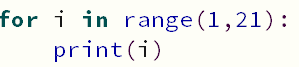 for i in range(1,21):
    print(i)